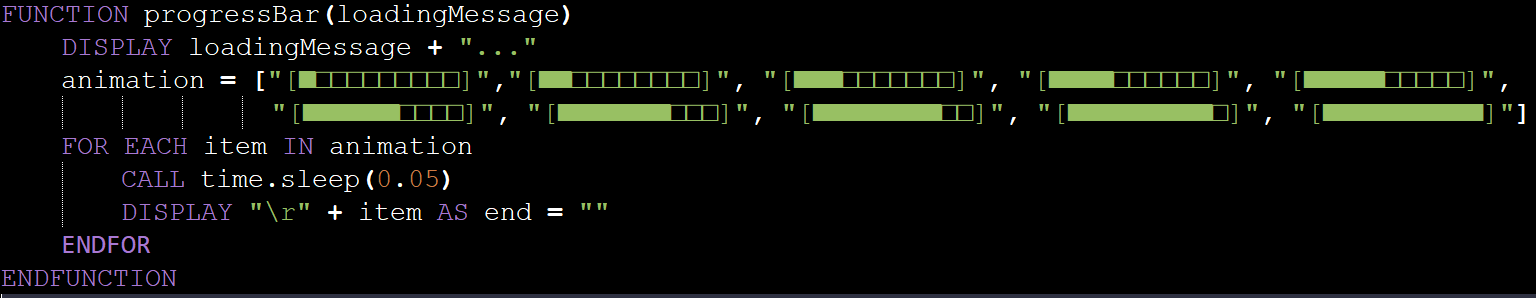 FUNCTION progressBar(loadingMessage)
    DISPLAY loadingMessage + "..."
    animation = ["[■□□□□□□□□□]","[■■□□□□□□□□]", "[■■■□□□□□□□]", "[■■■■□□□□□□]", "[■■■■■□□□□□]",
                 "[■■■■■■□□□□]", "[■■■■■■■□□□]", "[■■■■■■■■□□]", "[■■■■■■■■■□]", "[■■■■■■■■■■]"]
    FOR EACH item IN animation
        CALL time.sleep(0.05)
        DISPLAY "\r" + item AS end = ""
    ENDFOR
ENDFUNCTION